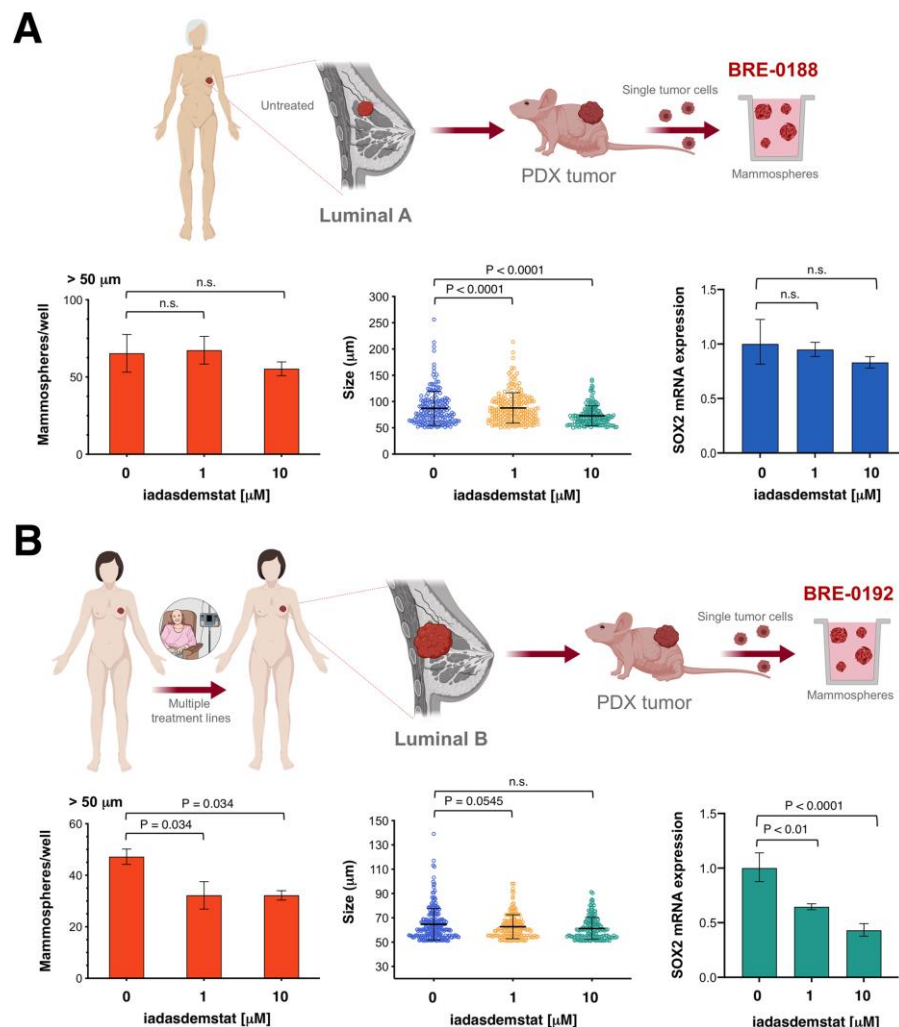 A
BRE-0188
Untreated
Single tumor cells
PDX tumor
Mammospheres
Luminal A
> 50 μm
n.s.
n.s.
Mammospheres/well
100
50
0
0 1 10
iadasdemstat [μM]
P < 0.0001
P < 0.0001
Size (μm)
300
250
200
150
100
50
0
0 1 10
iadasdemstat [μM]
n.s.
n.s.
SOX2 mRNA expression
1.5
1.0
0.5
0.0
0 1 10
iadasdemstat [μM]
B
BRE-0192
Single tumor cells
Multiple
treatment lines
PDX tumor
Mammospheres
Luminal B
> 50 μm
P = 0.034
P = 0.034
Mammospheres/well
60
40
20
0
0 1 10
iadasdemstat [μM]
n.s.
P = 0.0545
Size (μm)
150
130
110
90
70
50
30
0 1 10
iadasdemstat [μM]
P < 0.0001
P < 0.01
SOX2 mRNA expression
1.5
1.0
0.5
0.0
0 1 10
iadasdemstat [μM]